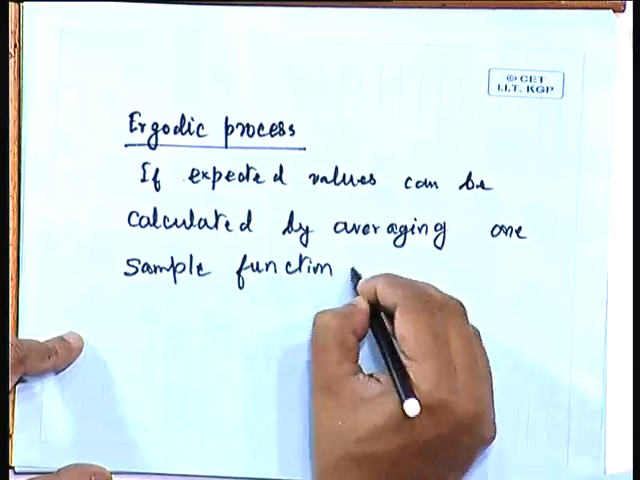 © CET
I.I.T. KGP
Ergodic process
If expected values can be
calculated by averaging one
sample function